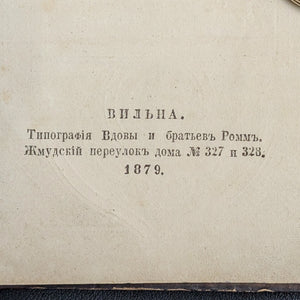 ВИЛЬНА.
Типографія Вдовы и братьевъ Роммъ.
Жмудскій переулокъ дома № 327 и 328.
1879.